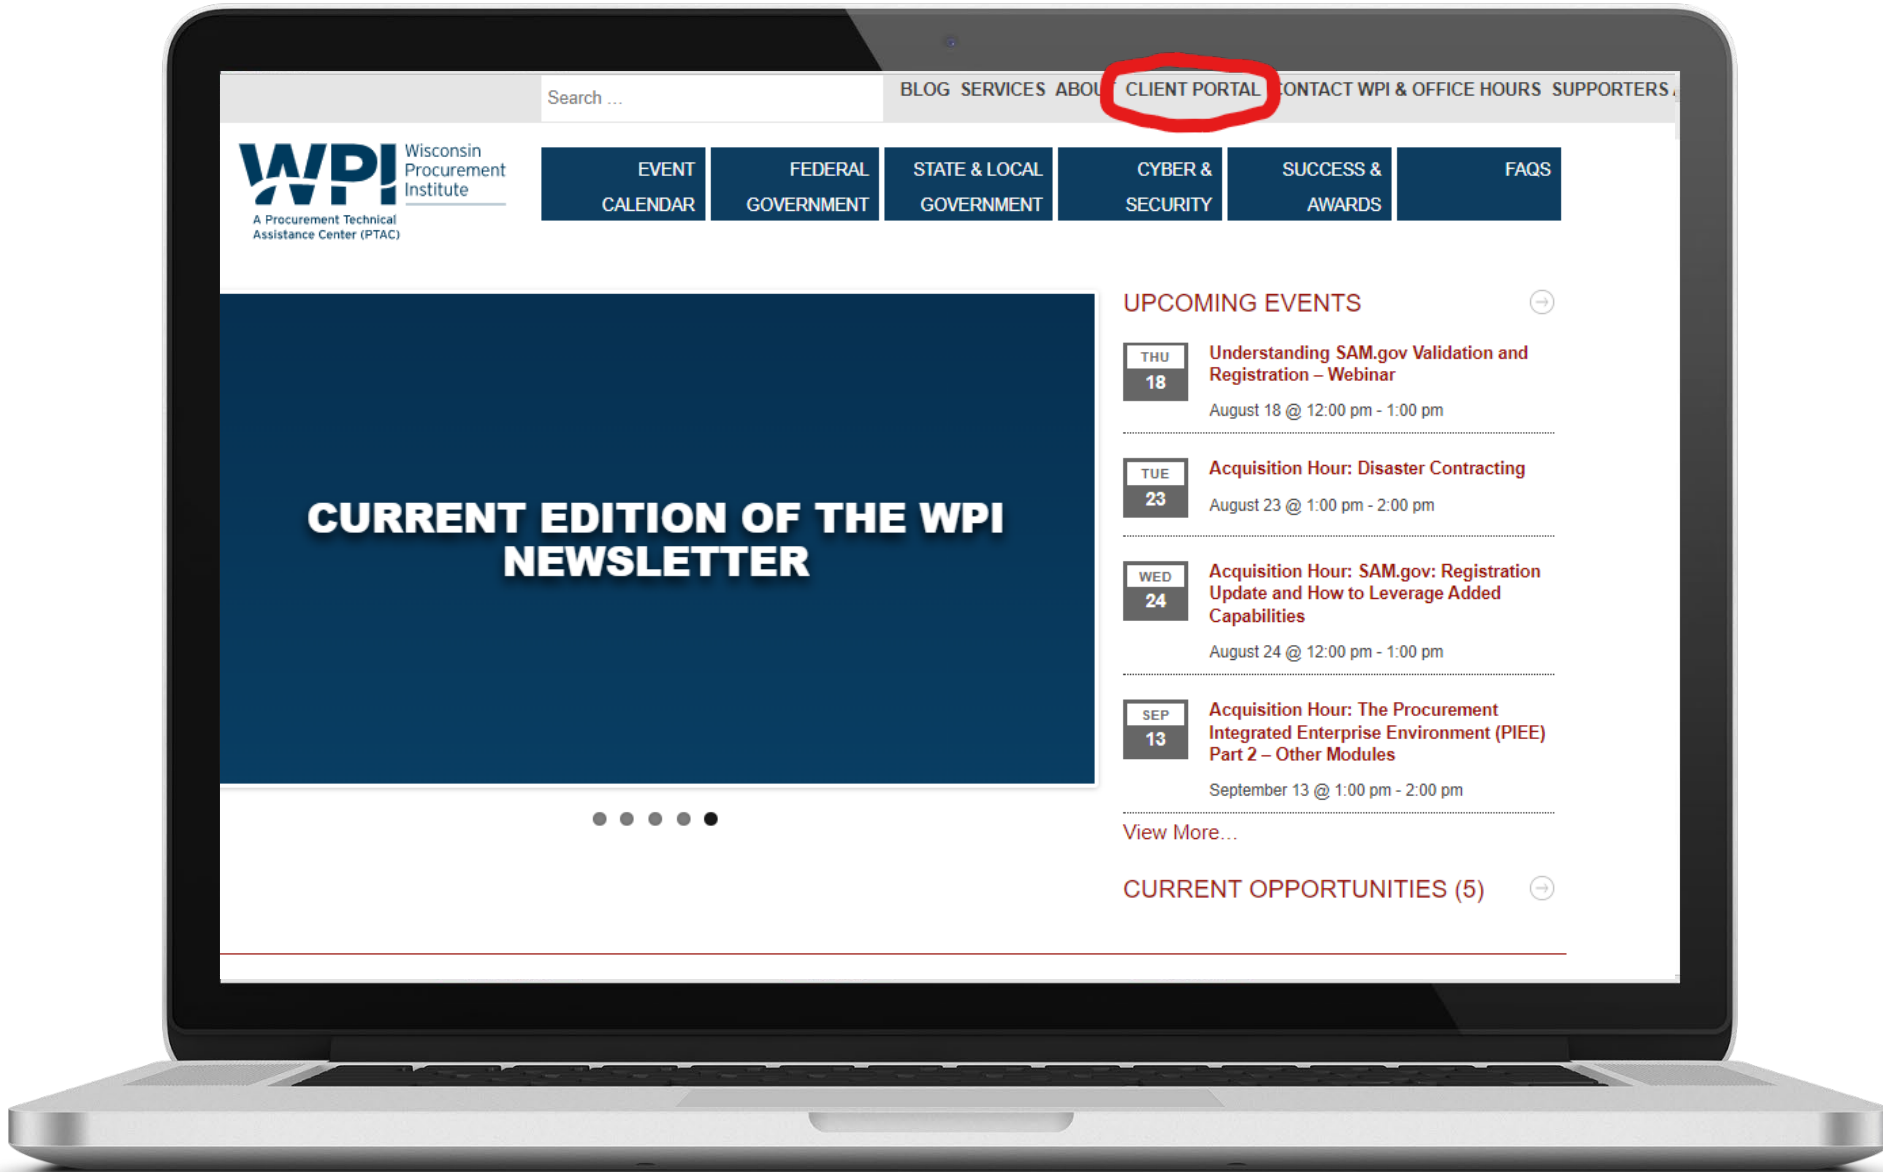 Search ...
BLOG SERVICES ABOUT CLIENT PORTAL CONTACT WPI & OFFICE HOURS SUPPORTERS
WPI
Wisconsin
Procurement
Institute
A Procurement Technical
Assistance Center (PTAC)
EVENT
CALENDAR
FEDERAL
GOVERNMENT
STATE & LOCAL
GOVERNMENT
CYBER &
SECURITY
SUCCESS &
AWARDS
FAQS
CURRENT EDITION OF THE WPI
NEWSLETTER
UPCOMING EVENTS
THU
18
Understanding SAM.gov Validation and
Registration – Webinar
August 18 @ 12:00 pm - 1:00 pm
TUE
23
Acquisition Hour: Disaster Contracting
August 23 @ 1:00 pm - 2:00 pm
WED
24
Acquisition Hour: SAM.gov: Registration
Update and How to Leverage Added
Capabilities
August 24 @ 12:00 pm - 1:00 pm
SEP
13
Acquisition Hour: The Procurement
Integrated Enterprise Environment (PIEE)
Part 2 – Other Modules
September 13 @ 1:00 pm - 2:00 pm
View More...
CURRENT OPPORTUNITIES (5)